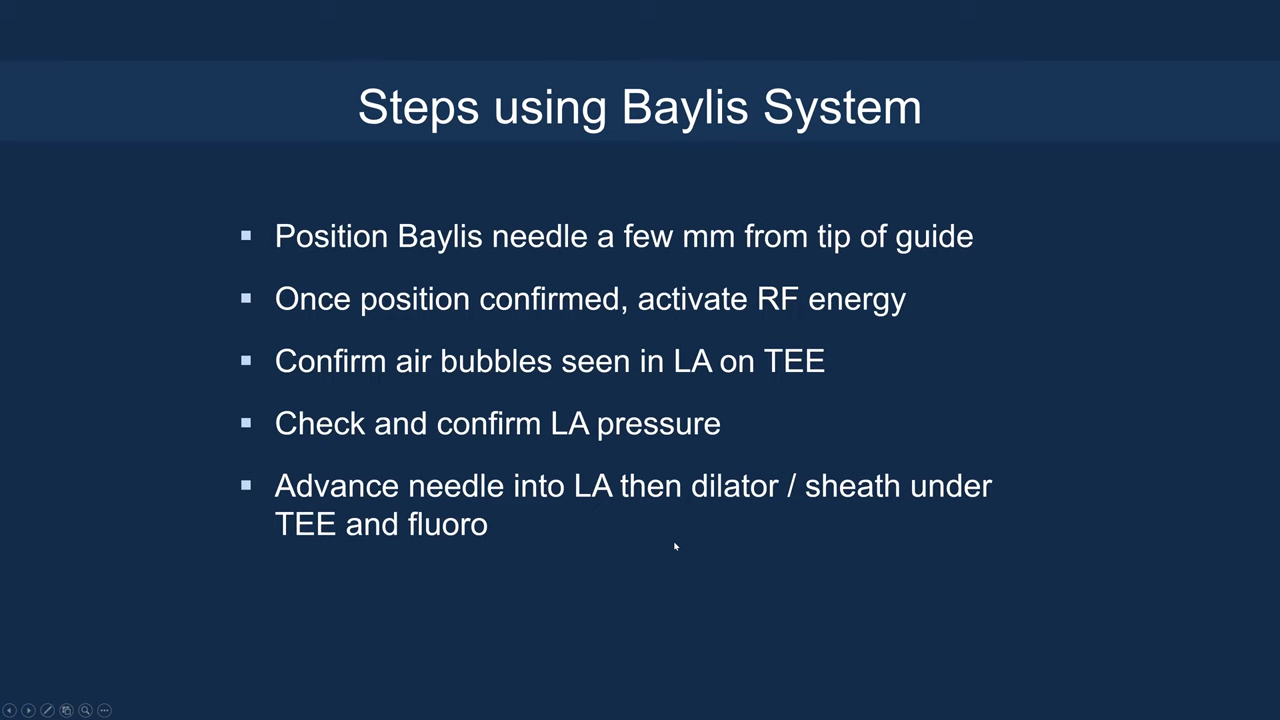 Steps using Baylis System
▪ Position Baylis needle a few mm from tip of guide
▪ Once position confirmed, activate RF energy
▪ Confirm air bubbles seen in LA on TEE
▪ Check and confirm LA pressure
▪ Advance needle into LA then dilator / sheath under
TEE and fluoro